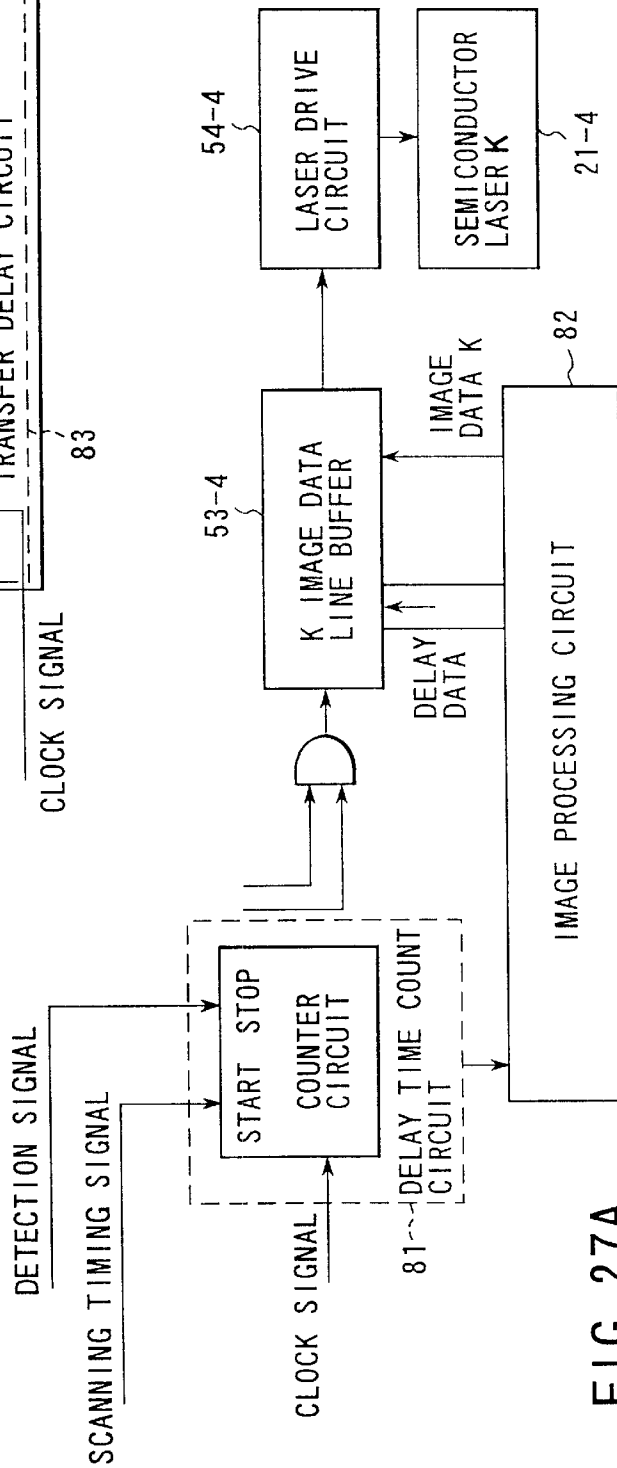 TRANSFER DELAY CIRCUIT
83
CLOCK SIGNAL
54-4
LASER DRIVE
CIRCUIT
SEMICONDUCTOR
LASER K
21-4
53-4
K IMAGE DATA
LINE BUFFER
DELAY
DATA
IMAGE
DATA K
82
IMAGE PROCESSING CIRCUIT
DETECTION SIGNAL
SCANNING TIMING SIGNAL
CLOCK SIGNAL
START STOP
COUNTER
CIRCUIT
81
DELAY TIME COUNT
CIRCUIT
FIG. 27A